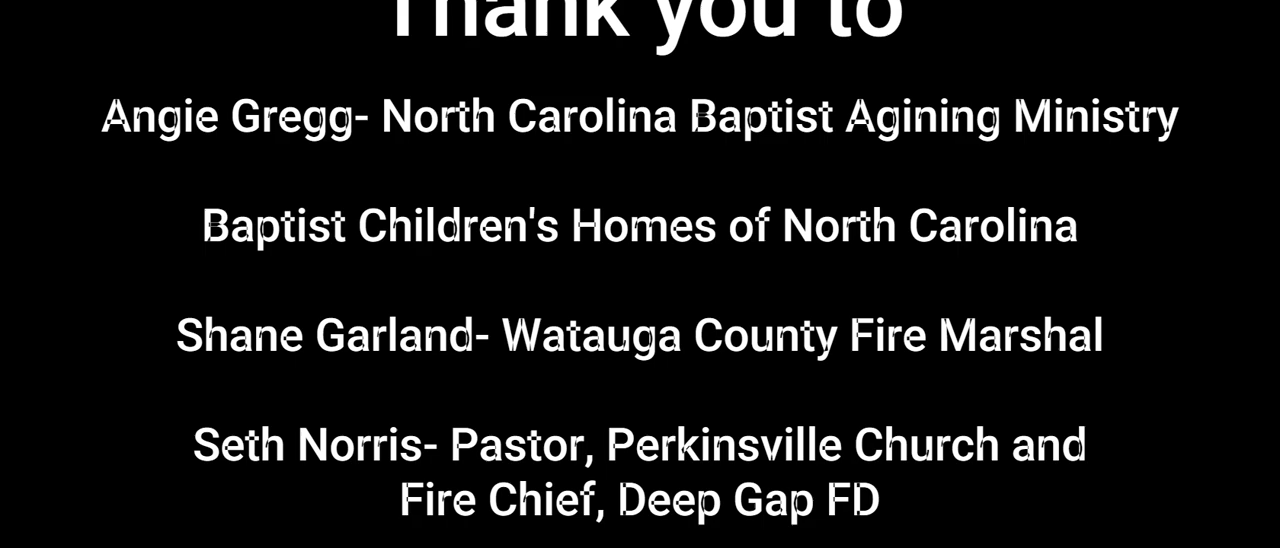 Thank you to
Angie Gregg- North Carolina Baptist Agining Ministry
Baptist Children's Homes of North Carolina
Shane Garland- Watauga County Fire Marshal
Seth Norris- Pastor, Perkinsville Church and
Fire Chief, Deep Gap FD